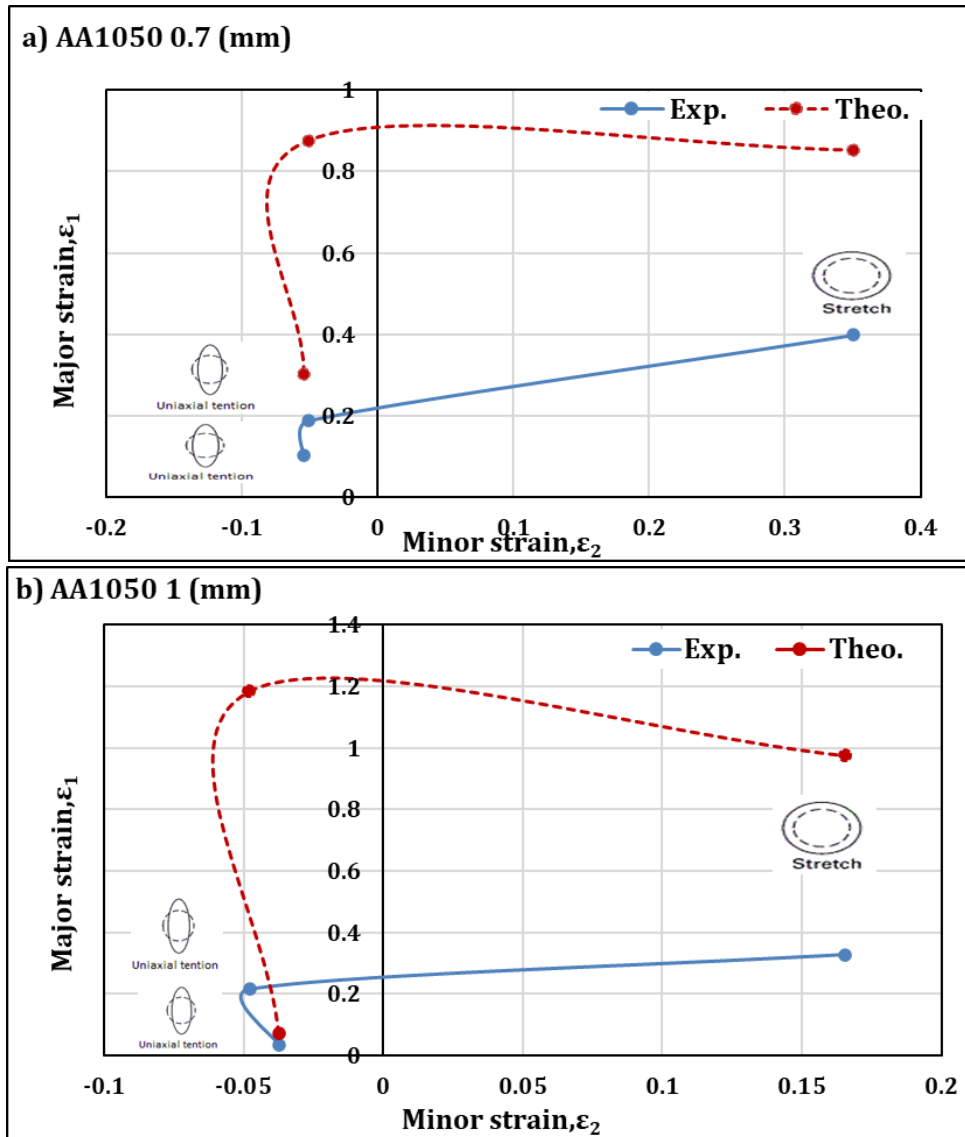 a) AA1050 0.7 (mm)
Exp. Theo.
Major strain,ε₁
1
0.8
0.6
0.4
0.2
0
Stretch
Uniaxial tention
Uniaxial tention
-0.2 -0.1 0 0.1 0.2 0.3 0.4
Minor strain,ε₂
b) AA1050 1 (mm)
Exp. Theo.
Major strain,ε₁
1.4
1.2
1
0.8
0.6
0.4
0.2
0
Stretch
Uniaxial tention
Uniaxial tention
-0.1 -0.05 0 0.05 0.1 0.15 0.2
Minor strain,ε₂